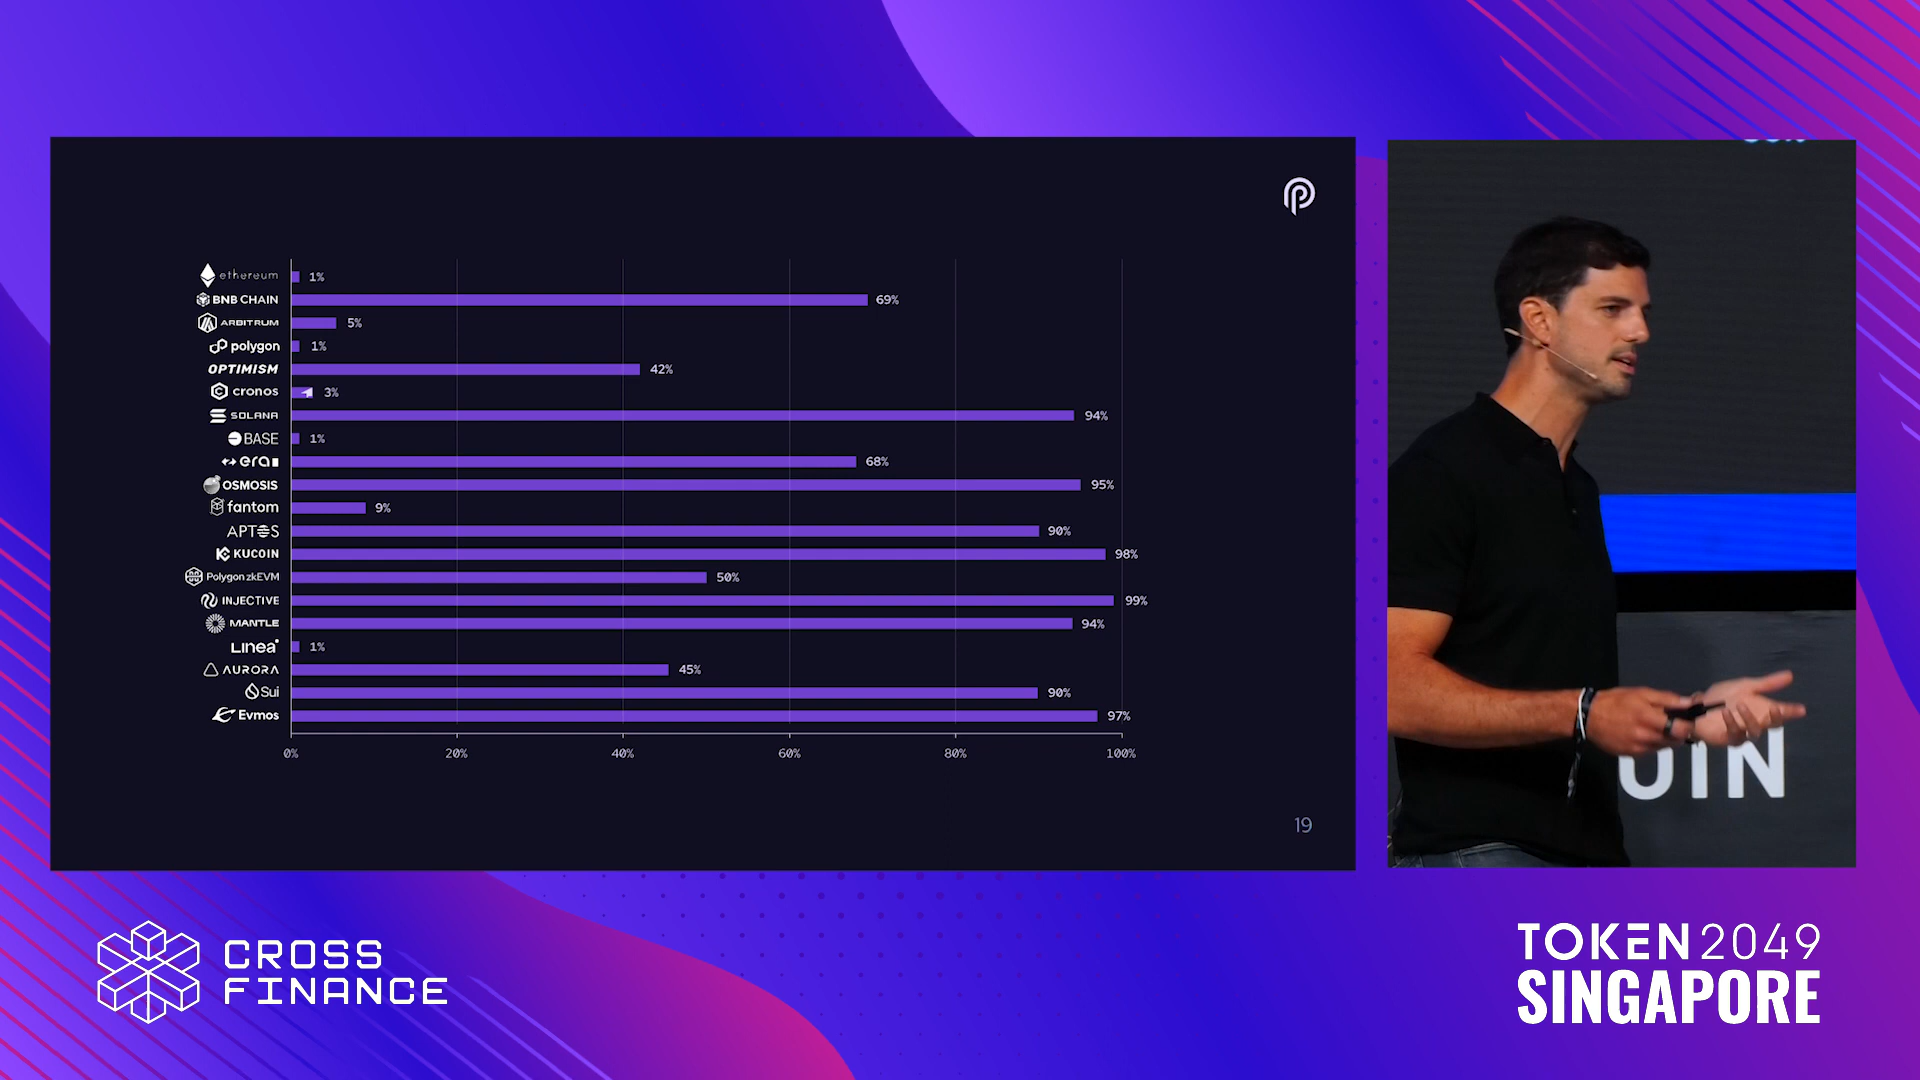 ethereum 1%
BNB CHAIN 69%
ARBITRUM 5%
polygon 1%
OPTIMISM 42%
cronos 3%
SOLANA 94%
BASE 1%
era 68%
OSMOSIS 95%
fantom 9%
APTOS 90%
KUCOIN 98%
Polygon zkEVM 50%
INJECTIVE 99%
MANTLE 94%
Linea 1%
AURORA 45%
Sui 90%
Evmos 97%
0% 20% 40% 60% 80% 100%
19
OIN
CROSS
FINANCE
TOKEN2049
SINGAPORE